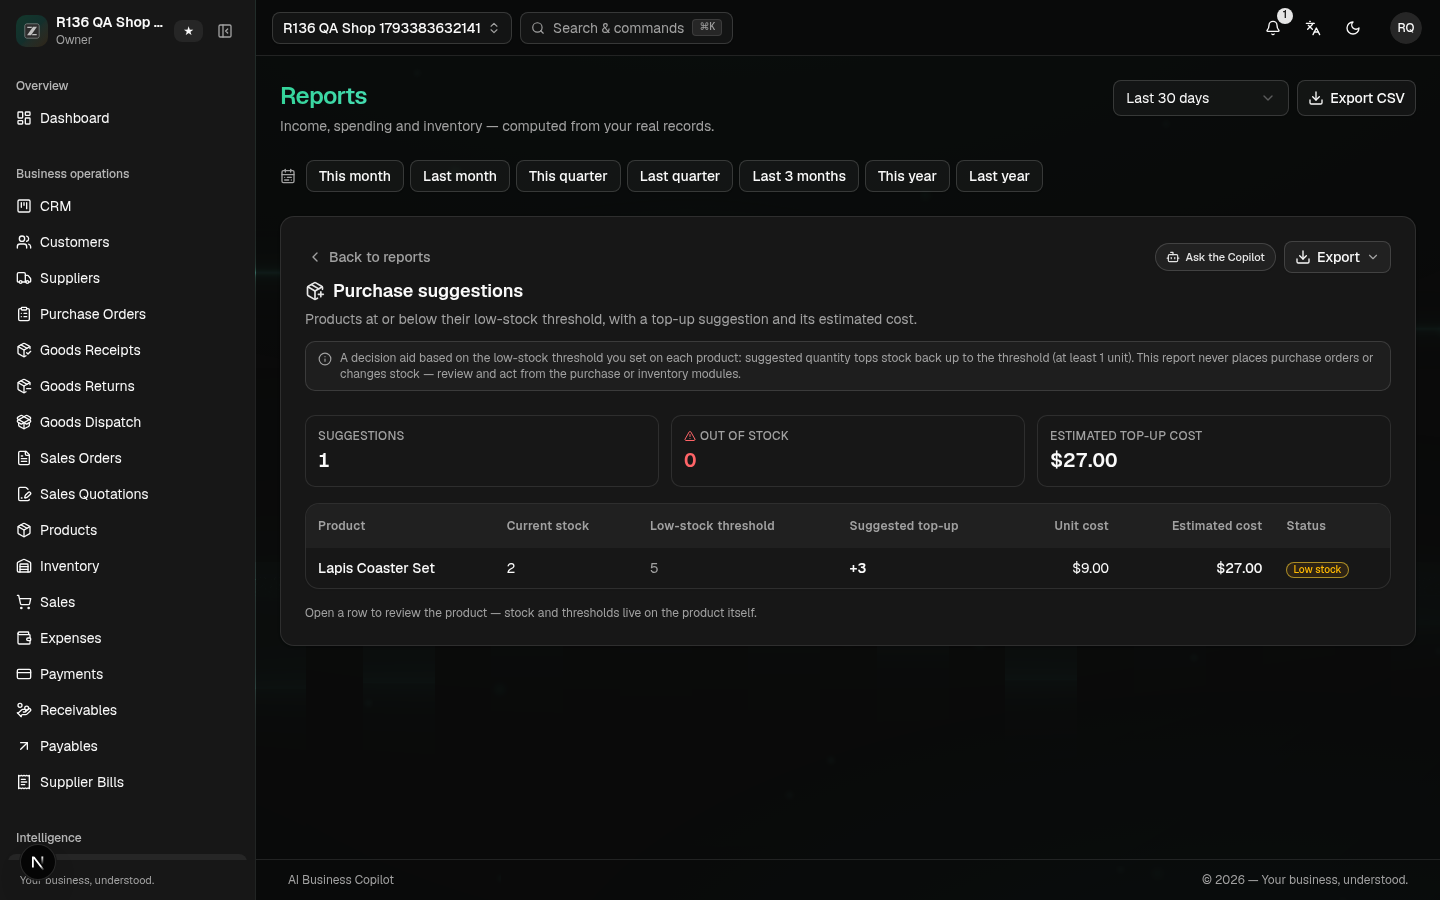 R136 QA Shop ...
Owner
Overview
Dashboard
Business operations
CRM
Customers
Suppliers
Purchase Orders
Goods Receipts
Goods Returns
Goods Dispatch
Sales Orders
Sales Quotations
Products
Inventory
Sales
Expenses
Payments
Receivables
Payables
Supplier Bills
Intelligence
N
Your business, understood.
R136 QA Shop 1793383632141
Search & commands ⌘K
1
RQ
Reports
Income, spending and inventory — computed from your real records.
Last 30 days
Export CSV
This month
Last month
This quarter
Last quarter
Last 3 months
This year
Last year
Back to reports
Ask the Copilot
Export
Purchase suggestions
Products at or below their low-stock threshold, with a top-up suggestion and its estimated cost.
A decision aid based on the low-stock threshold you set on each product: suggested quantity tops stock back up to the threshold (at least 1 unit). This report never places purchase orders or
changes stock — review and act from the purchase or inventory modules.
SUGGESTIONS
1
OUT OF STOCK
0
ESTIMATED TOP-UP COST
$27.00
Product Current stock Low-stock threshold Suggested top-up Unit cost Estimated cost Status
Lapis Coaster Set 2 5 +3 $9.00 $27.00 Low stock
Open a row to review the product — stock and thresholds live on the product itself.
AI Business Copilot
© 2026 — Your business, understood.